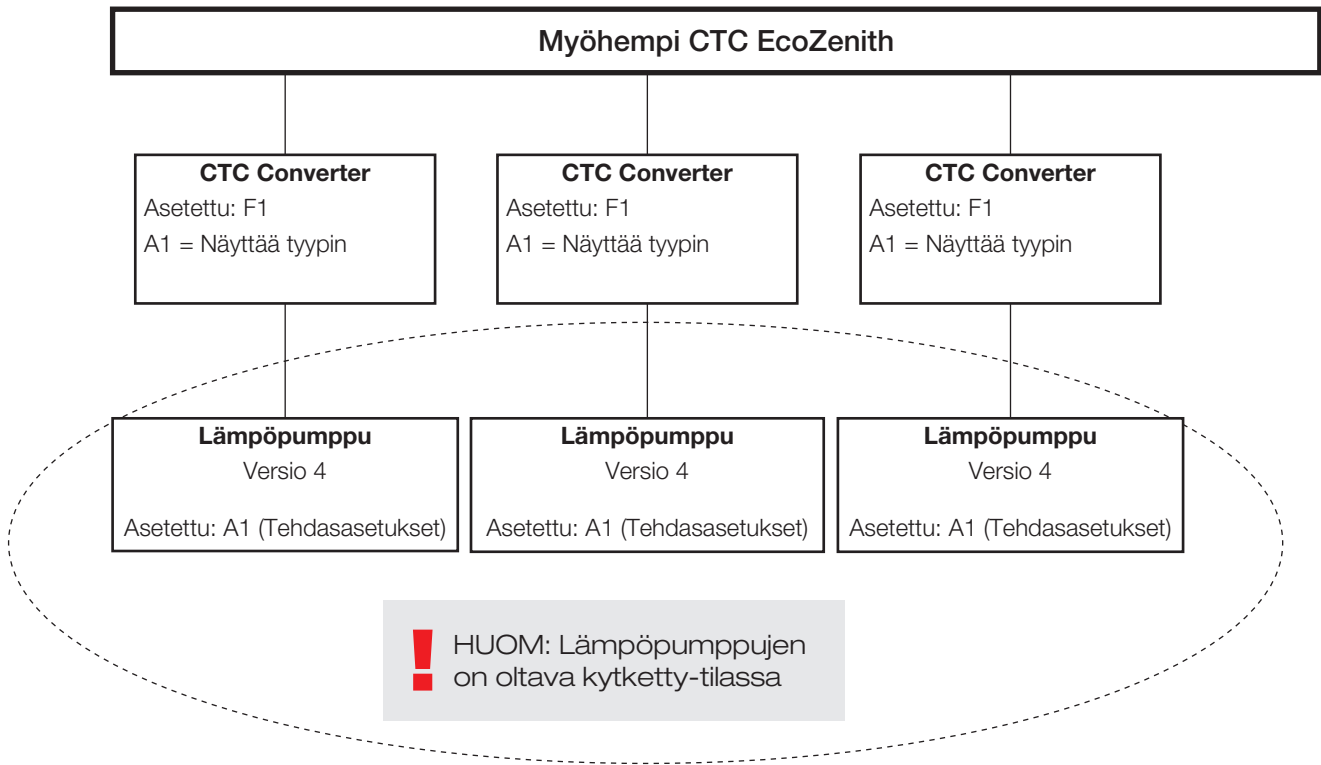 Myöhempi CTC EcoZenith
CTC Converter
Asetettu: F1
A1 = Näyttää tyypin
CTC Converter
Asetettu: F1
A1 = Näyttää tyypin
CTC Converter
Asetettu: F1
A1 = Näyttää tyypin
Lämpöpumppu
Versio 4
Asetettu: A1 (Tehdasasetukset)
Lämpöpumppu
Versio 4
Asetettu: A1 (Tehdasasetukset)
Lämpöpumppu
Versio 4
Asetettu: A1 (Tehdasasetukset)
! HUOM: Lämpöpumppujen
on oltava kytketty-tilassa